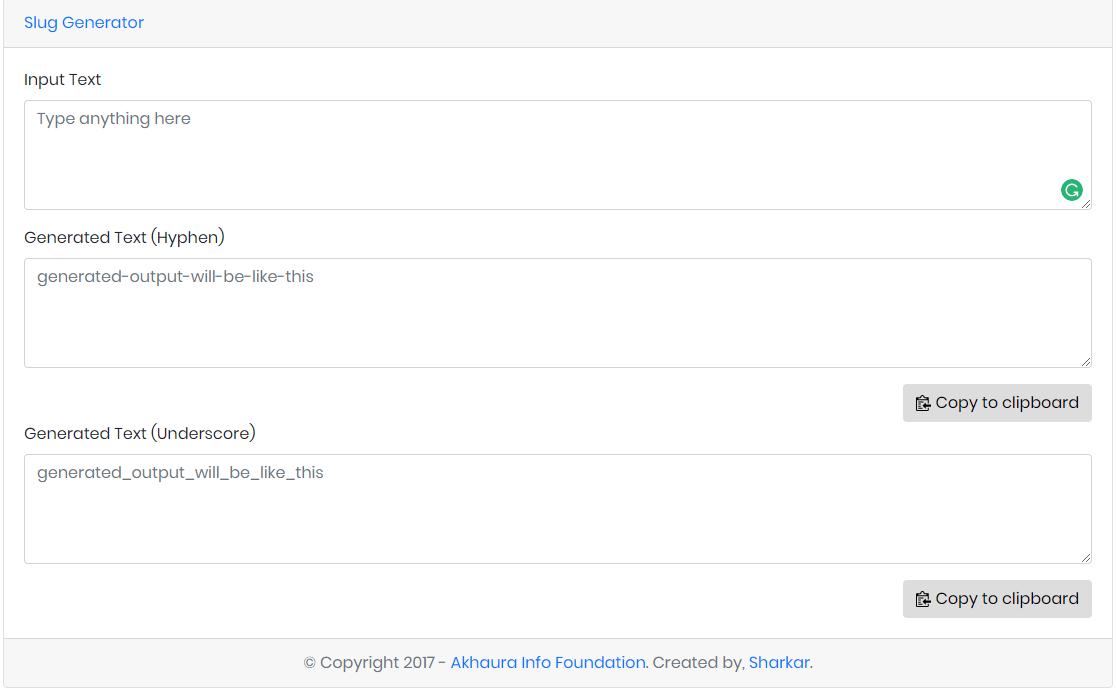 Slug Generator
Input Text
Type anything here
Generated Text (Hyphen)
generated-output-will-be-like-this
Copy to clipboard
Generated Text (Underscore)
generated_output_will_be_like_this
Copy to clipboard
© Copyright 2017 - Akhaura Info Foundation. Created by, Sharkar.